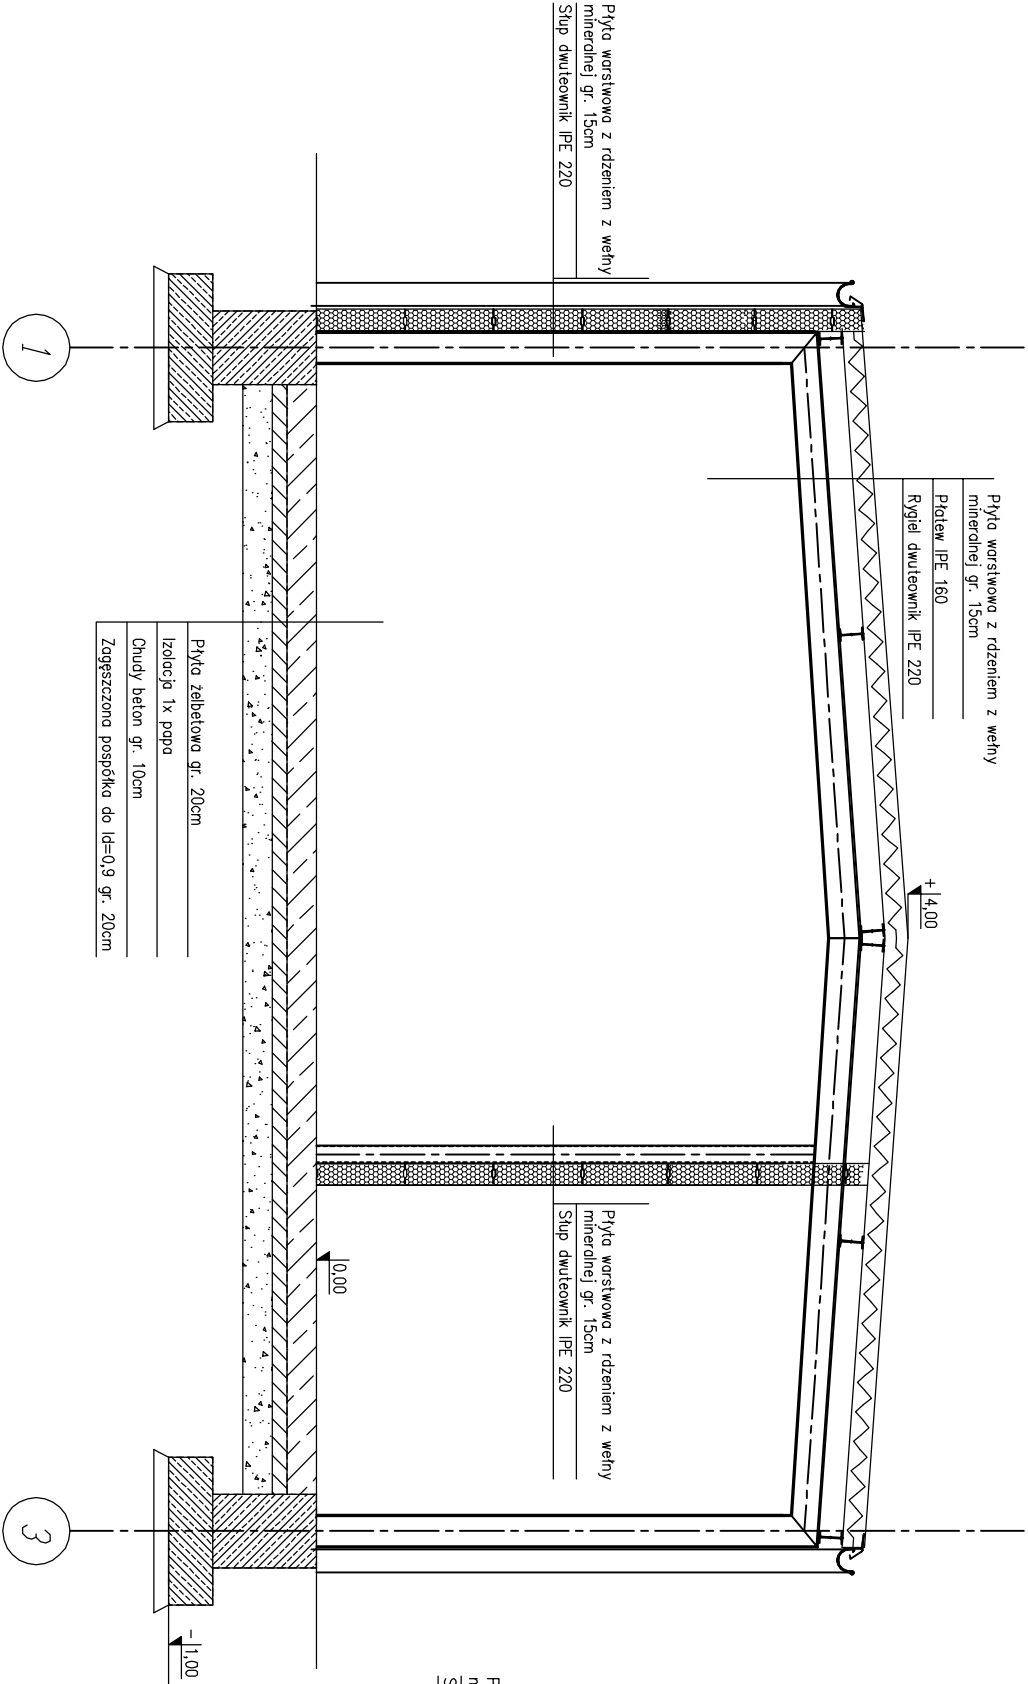 Płyta warstwowa z rdzeniem z wełny
mineralnej gr. 15cm
Słup dwuteownik IPE 220
Płyta warstwowa z rdzeniem z wełny
mineralnej gr. 15cm
Płatew IPE 160
Rygiel dwuteownik IPE 220
+ 4,00
Płyta warstwowa z rdzeniem z wełny
mineralnej gr. 15cm
Słup dwuteownik IPE 220
0,00
Płyta żelbetowa gr. 20cm
Izolacja 1x papa
Chudy beton gr. 10cm
Zagęszczona pospółka do Id=0,9 gr. 20cm
- 1,00
1
3